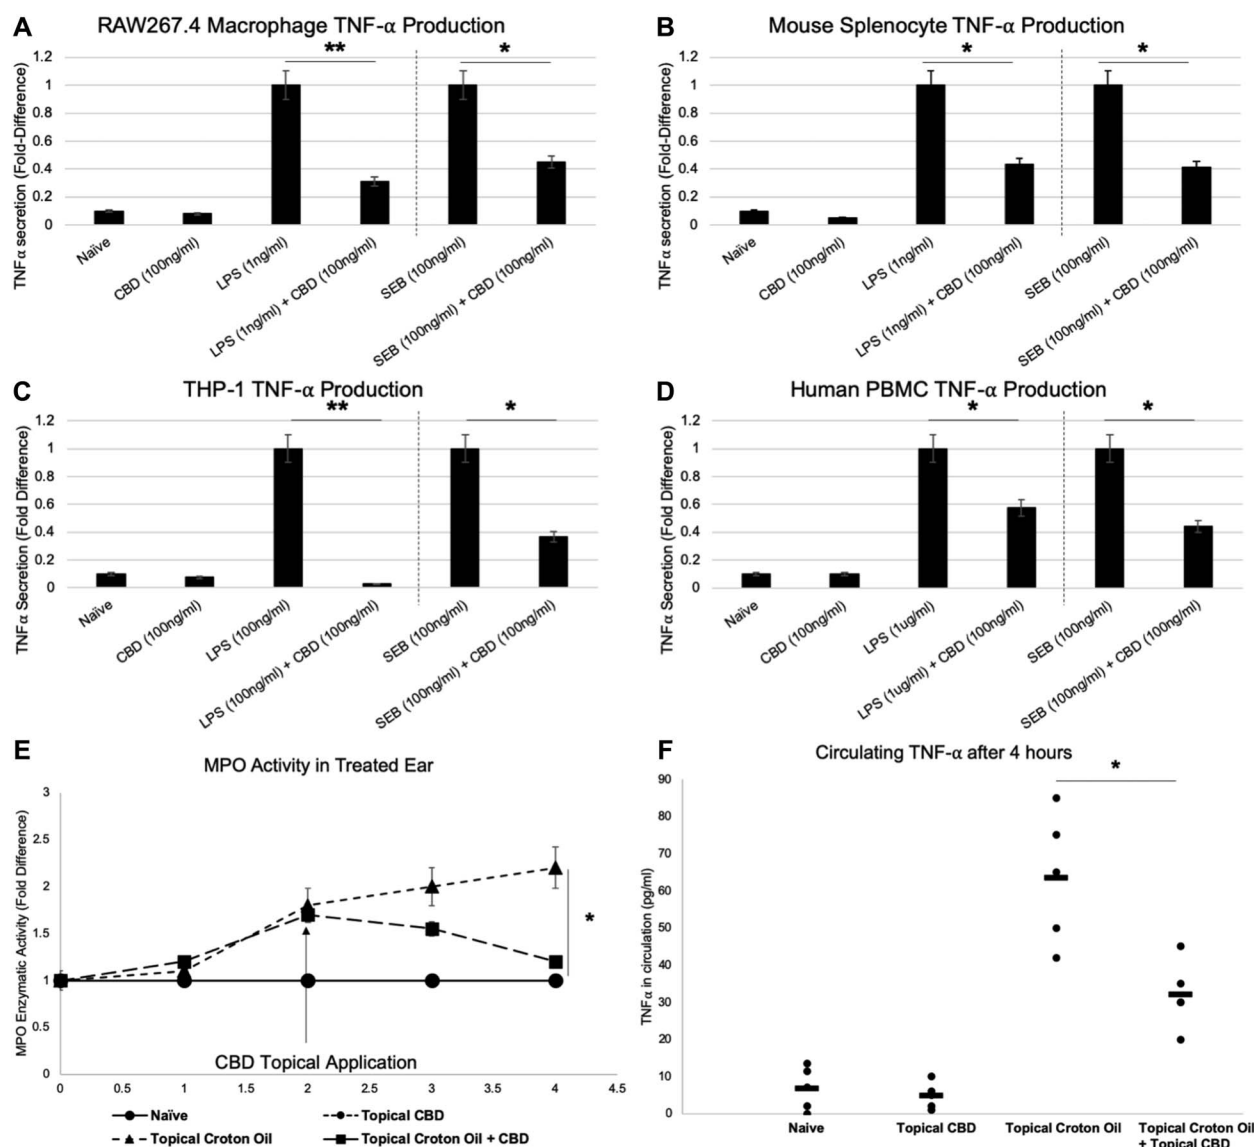 A
RAW267.4 Macrophage TNF-α Production
**
*
TNFα secretion (Fold-Difference)
1.2
1
0.8
0.6
0.4
0.2
0
Naïve
CBD (100ng/ml)
LPS (1ng/ml)
LPS (1ng/ml) + CBD (100ng/ml)
SEB (100ng/ml)
SEB (100ng/ml) + CBD (100ng/ml)
B
Mouse Splenocyte TNF-α Production
*
*
TNFα secretion (Fold-Difference)
1.2
1
0.8
0.6
0.4
0.2
0
Naïve
CBD (100ng/ml)
LPS (1ng/ml)
LPS (1ng/ml) + CBD (100ng/ml)
SEB (100ng/ml)
SEB (100ng/ml) + CBD (100ng/ml)
C
THP-1 TNF-α Production
**
*
TNFα Secretion (Fold Difference)
1.2
1
0.8
0.6
0.4
0.2
0
Naïve
CBD (100ng/ml)
LPS (100ng/ml)
LPS (100ng/ml) + CBD (100ng/ml)
SEB (100ng/ml)
SEB (100ng/ml) + CBD (100ng/ml)
D
Human PBMC TNF-α Production
*
*
TNFα Secretion (Fold Difference)
1.2
1
0.8
0.6
0.4
0.2
0
Naïve
CBD (100ng/ml)
LPS (1ug/ml)
LPS (1ug/ml) + CBD (100ng/ml)
SEB (100ng/ml)
SEB (100ng/ml) + CBD (100ng/ml)
E
MPO Activity in Treated Ear
MPO Enzymatic Activity (Fold Difference)
3
2.5
2
1.5
1
0.5
0
*
CBD Topical Application
0 0.5 1 1.5 2 2.5 3 3.5 4 4.5
Naïve Topical CBD
Topical Croton Oil Topical Croton Oil + CBD
F
Circulating TNF-α after 4 hours
*
TNFα in circulation (pg/ml)
90
80
70
60
50
40
30
20
10
0
Naive Topical CBD Topical Croton Oil Topical Croton Oil
+ Topical CBD